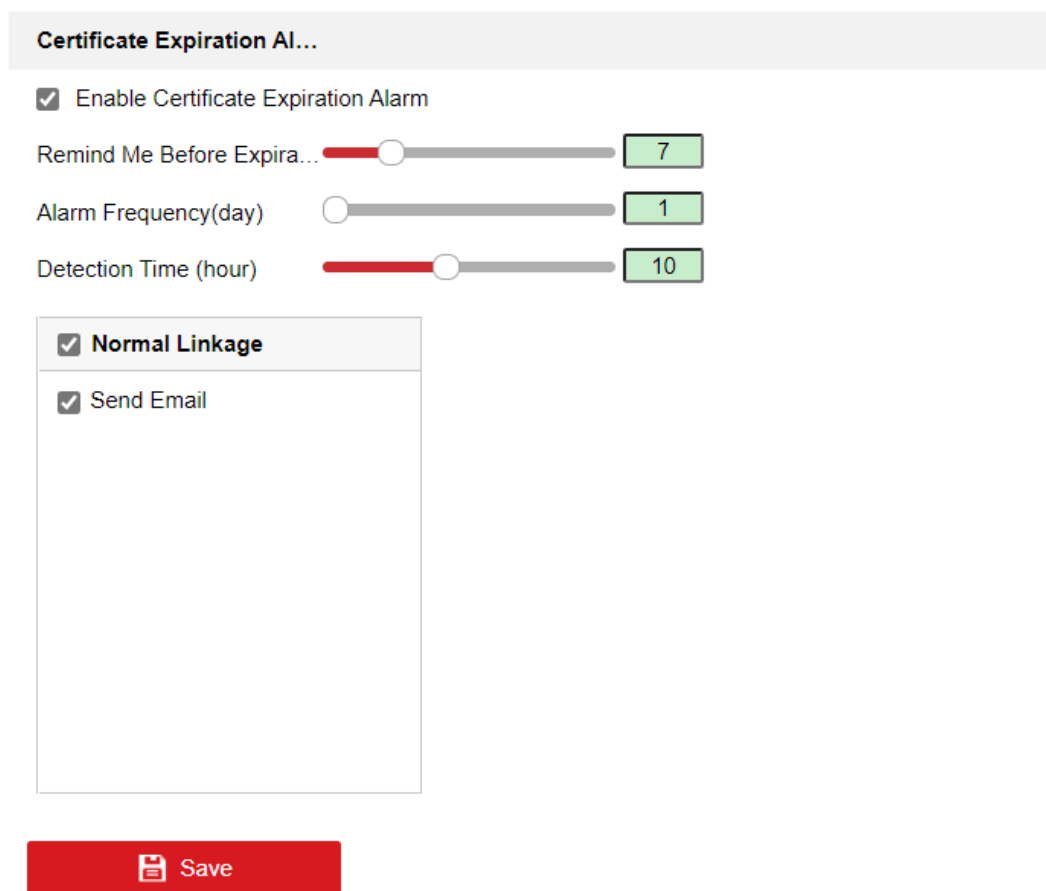 Certificate Expiration Al...
Enable Certificate Expiration Alarm
Remind Me Before Expira... 7
Alarm Frequency(day) 1
Detection Time (hour) 10
Normal Linkage
Send Email
Save